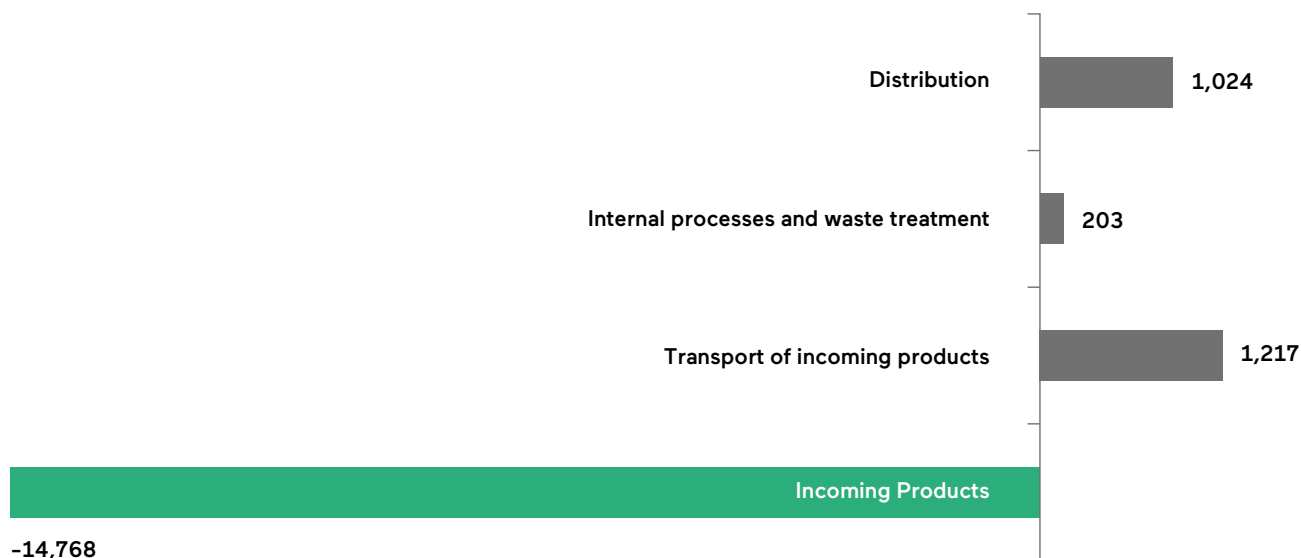 Distribution
1,024
Internal processes and waste treatment
203
Transport of incoming products
1,217
Incoming Products
-14,768